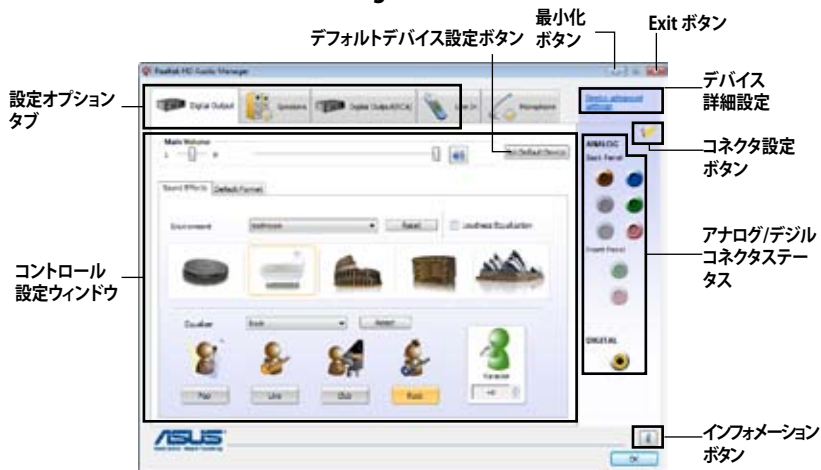 最小化
ボタン
Exit ボタン
デフォルトデバイス設定ボタン
Realtek HD Audio Manager
設定オプション
タブ
Digital Output
Speakers
Digital Output(RCA)
Line In
Microphone
Device advanced
settings
デバイス
詳細設定
Main Volume
L
R
Set Default Device
ANALOG
Back Panel
コネクタ設定
ボタン
Sound Effects
Default Format
Environment
Bathroom
Reset
Loudness Equalization
Front Panel
アナログ/デジル
コネクタステー
タス
コントロール
設定ウィンドウ
Equalizer
Rock
Reset
DIGITAL
Karaoke
Pop
Live
Club
Rock
+0
ASUS
インフォメーション
ボタン
OK